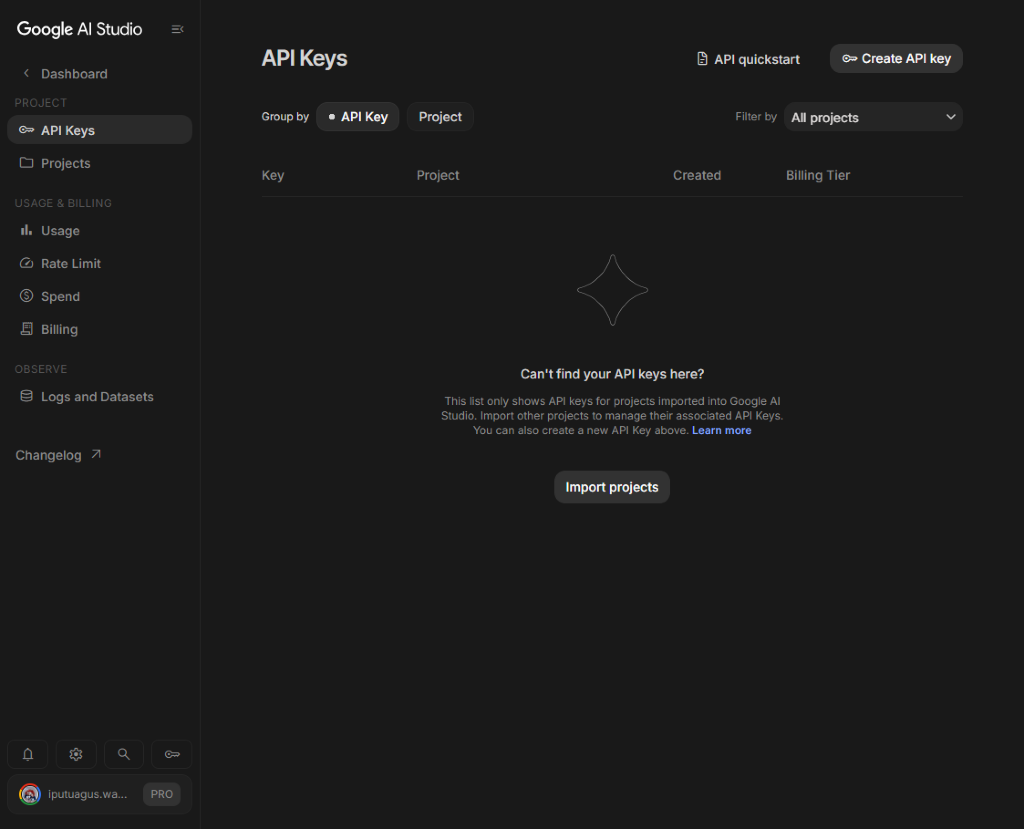 Google AI Studio
Dashboard
PROJECT
API Keys
Projects
USAGE & BILLING
Usage
Rate Limit
Spend
Billing
OBSERVE
Logs and Datasets
Changelog
iputuagus.wa...
PRO
API Keys
API quickstart
Create API key
Group by
API Key
Project
Filter by
All projects
Key
Project
Created
Billing Tier
Can't find your API keys here?
This list only shows API keys for projects imported into Google AI
Studio. Import other projects to manage their associated API Keys.
You can also create a new API Key above. Learn more
Import projects